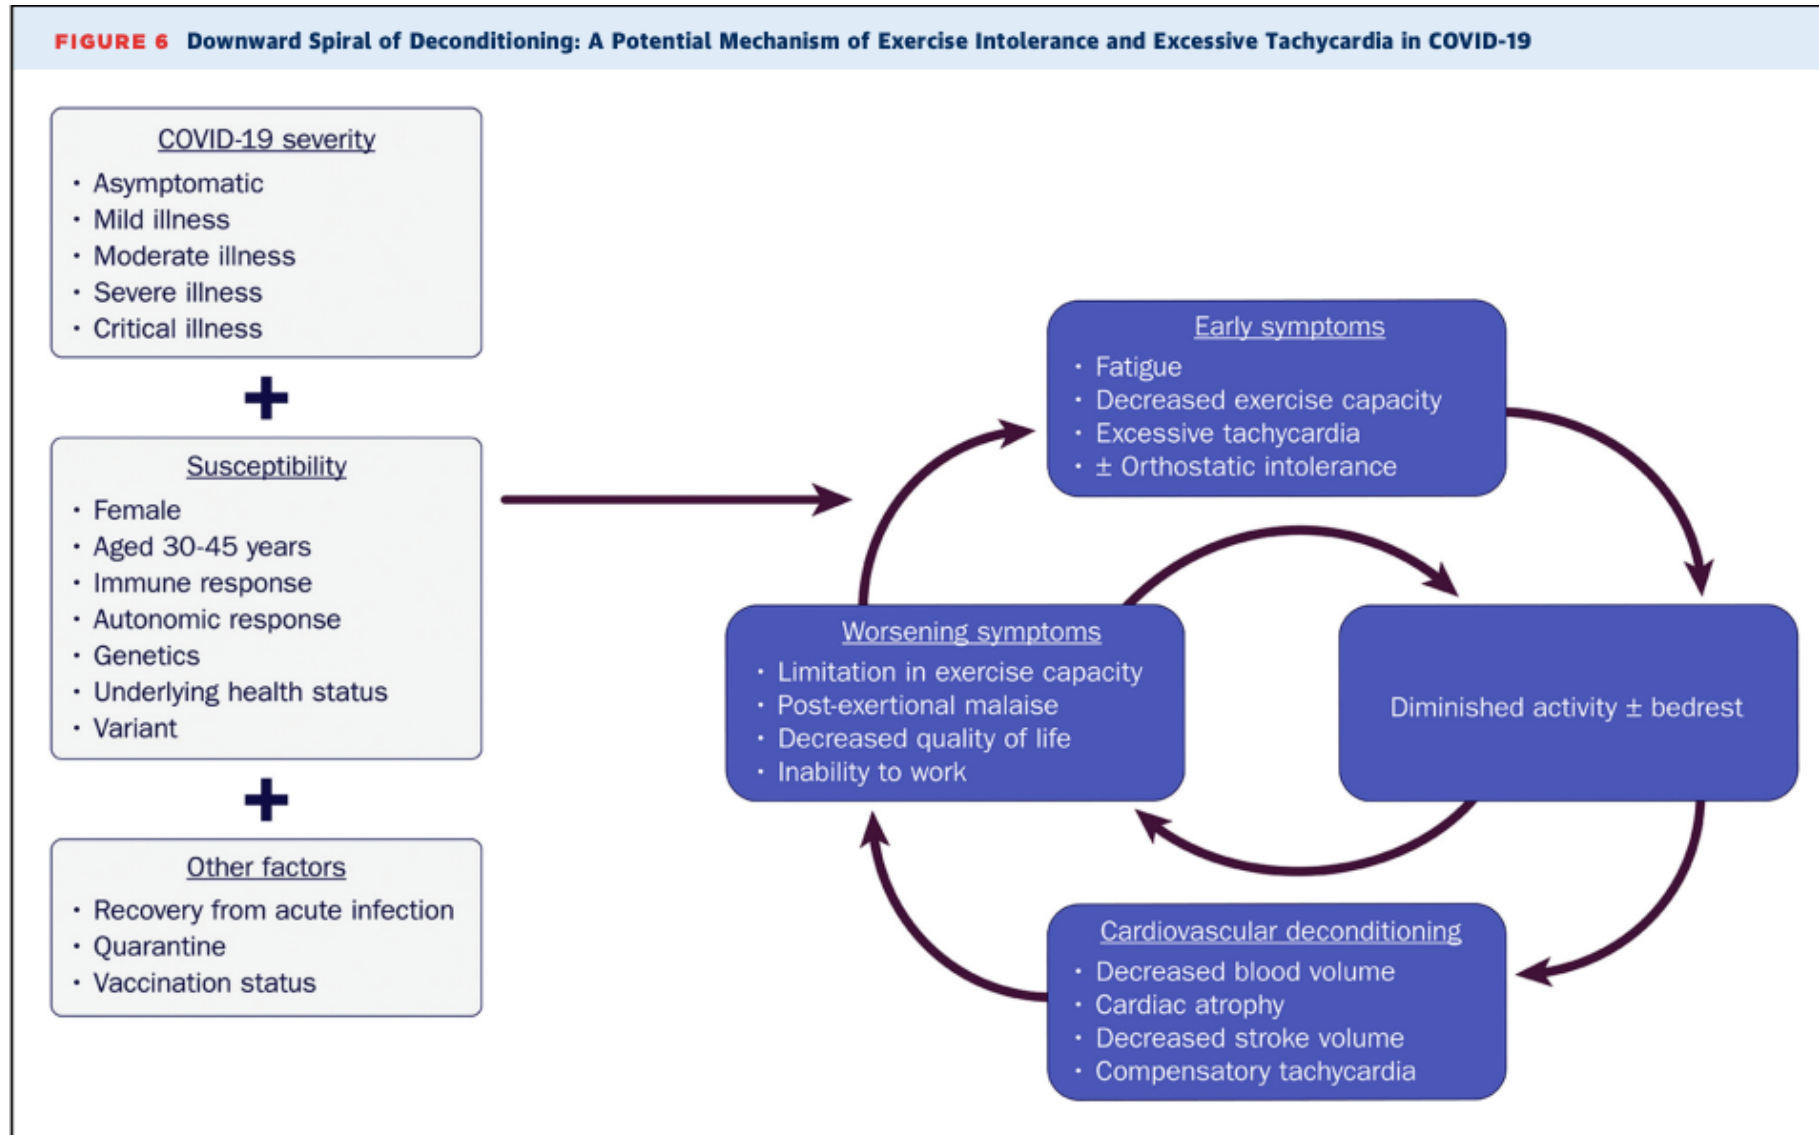 FIGURE 6 Downward Spiral of Deconditioning: A Potential Mechanism of Exercise Intolerance and Excessive Tachycardia in COVID-19
COVID-19 severity
• Asymptomatic
• Mild illness
• Moderate illness
• Severe illness
• Critical illness
+
Susceptibility
• Female
• Aged 30-45 years
• Immune response
• Autonomic response
• Genetics
• Underlying health status
• Variant
+
Other factors
• Recovery from acute infection
• Quarantine
• Vaccination status
Early symptoms
• Fatigue
• Decreased exercise capacity
• Excessive tachycardia
• ± Orthostatic intolerance
Worsening symptoms
• Limitation in exercise capacity
• Post-exertional malaise
• Decreased quality of life
• Inability to work
Diminished activity ± bedrest
Cardiovascular deconditioning
• Decreased blood volume
• Cardiac atrophy
• Decreased stroke volume
• Compensatory tachycardia